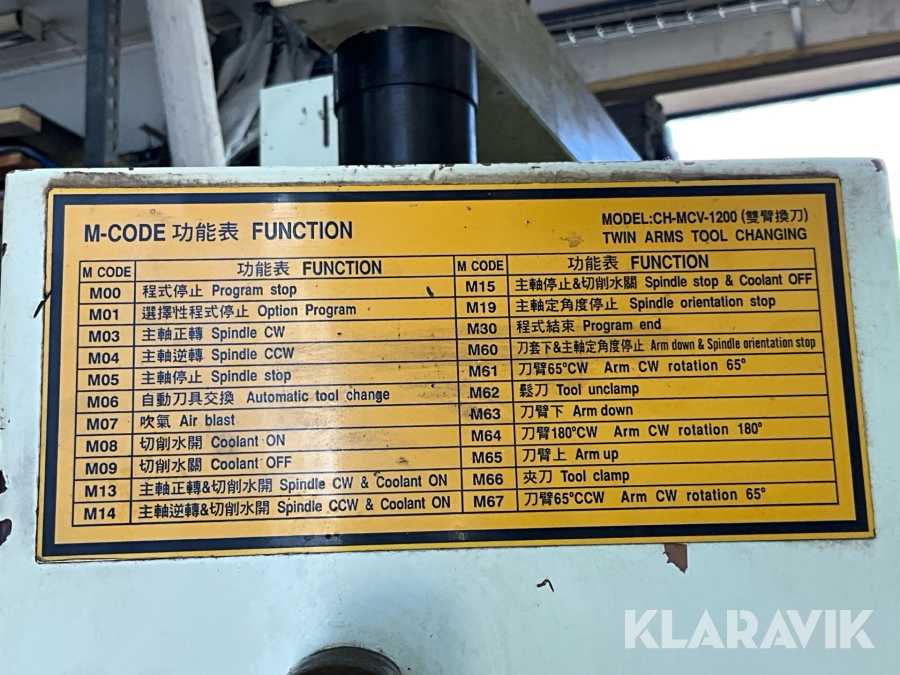 M-CODE 功能表 FUNCTION
MODEL:CH-MCV-1200 (雙臂換刀)
TWIN ARMS TOOL CHANGING
M CODE 功能表 FUNCTION
M00 程式停止 Program stop
M01 選擇性程式停止 Option Program
M03 主軸正轉 Spindle CW
M04 主軸逆轉 Spindle CCW
M05 主軸停止 Spindle stop
M06 自動刀具交換 Automatic tool change
M07 吹氣 Air blast
M08 切削水開 Coolant ON
M09 切削水關 Coolant OFF
M13 主軸正轉&切削水開 Spindle CW & Coolant ON
M14 主軸逆轉&切削水開 Spindle CCW & Coolant ON
M CODE 功能表 FUNCTION
M15 主軸停止&切削水關 Spindle stop & Coolant OFF
M19 主軸定角度停止 Spindle orientation stop
M30 程式結束 Program end
M60 刀套下&主軸定角度停止 Arm down & Spindle orientation stop
M61 刀臂65°CW Arm CW rotation 65°
M62 鬆刀 Tool unclamp
M63 刀臂下 Arm down
M64 刀臂180°CW Arm CW rotation 180°
M65 刀臂上 Arm up
M66 夾刀 Tool clamp
M67 刀臂65°CCW Arm CW rotation 65°
KLARAVIK